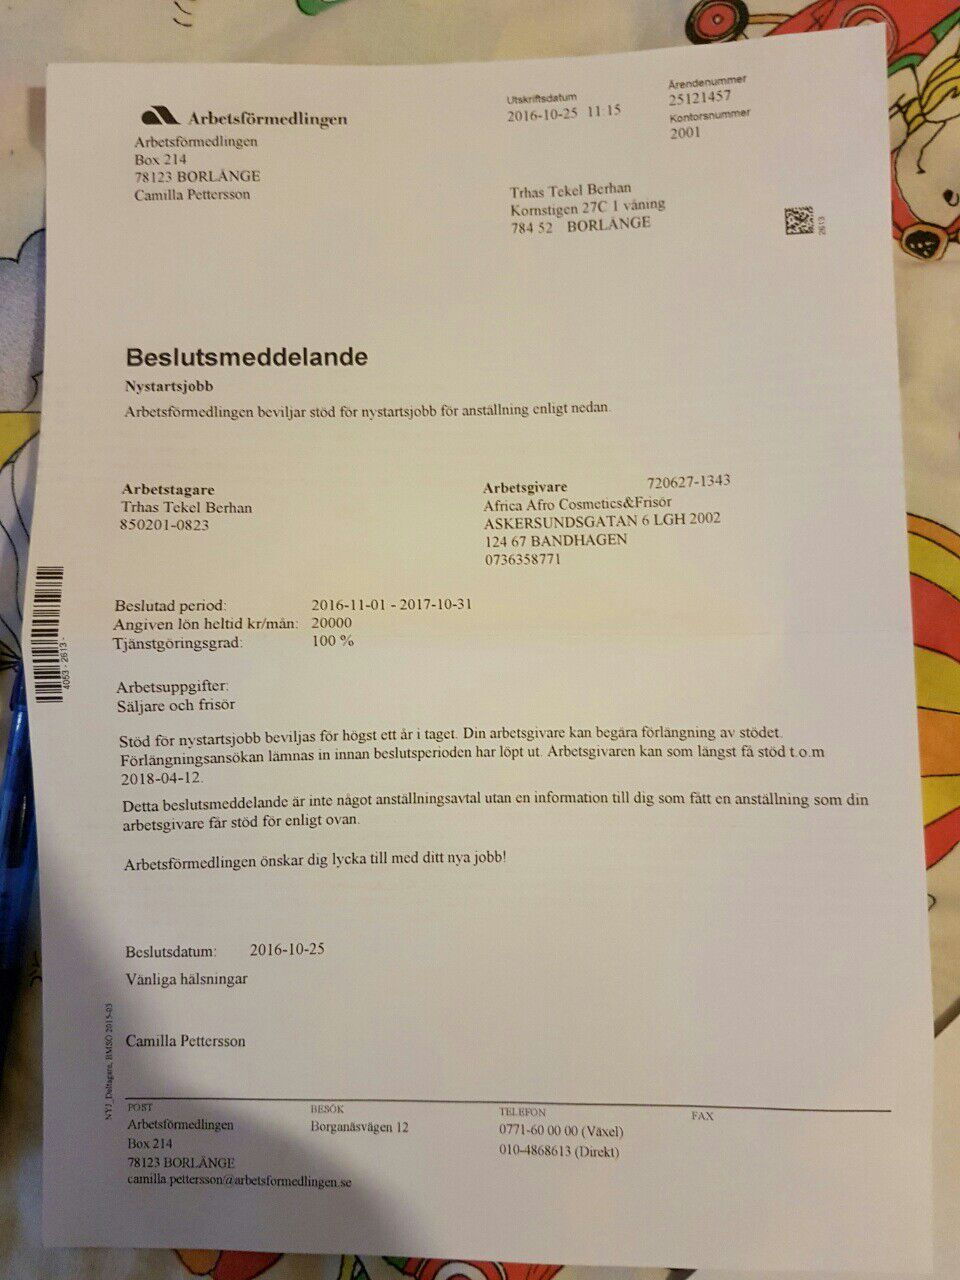 Arbetsförmedlingen
Arbetsförmedlingen
Box 214
78123 BORLÄNGE
Camilla Pettersson
Utskriftsdatum
2016-10-25 11:15
Ärendenummer
25121457
Kontorsnummer
2001
Trhas Tekel Berhan
Kornstigen 27C 1 våning
784 52 BORLÄNGE
2613
Beslutsmeddelande
Nystartsjobb
Arbetsförmedlingen beviljar stöd för nystartsjobb för anställning enligt nedan.
Arbetstagare
Trhas Tekel Berhan
850201-0823
Arbetsgivare 720627-1343
Africa Afro Cosmetics&Frisör
ASKERSUNDSGATAN 6 LGH 2002
124 67 BANDHAGEN
0736358771
Beslutad period: 2016-11-01 - 2017-10-31
Angiven lön heltid kr/mån: 20000
Tjänstgöringsgrad: 100 %
4053 - 2613 -
Arbetsuppgifter:
Säljare och frisör
Stöd för nystartsjobb beviljas för högst ett år i taget. Din arbetsgivare kan begära förlängning av stödet.
Förlängningsansökan lämnas in innan beslutsperioden har löpt ut. Arbetsgivaren kan som längst få stöd t.o.m
2018-04-12.
Detta beslutsmeddelande är inte något anställningsavtal utan en information till dig som fått en anställning som din
arbetsgivare får stöd för enligt ovan.
Arbetsförmedlingen önskar dig lycka till med ditt nya jobb!
Beslutsdatum: 2016-10-25
Vänliga hälsningar
Camilla Pettersson
NYJ_Deltagare, BMSO 2015-03
POST
Arbetsförmedlingen
Box 214
78123 BORLÄNGE
camilla.pettersson@arbetsformedlingen.se
BESÖK
Borganäsvägen 12
TELEFON
0771-60 00 00 (Växel)
010-4868613 (Direkt)
FAX